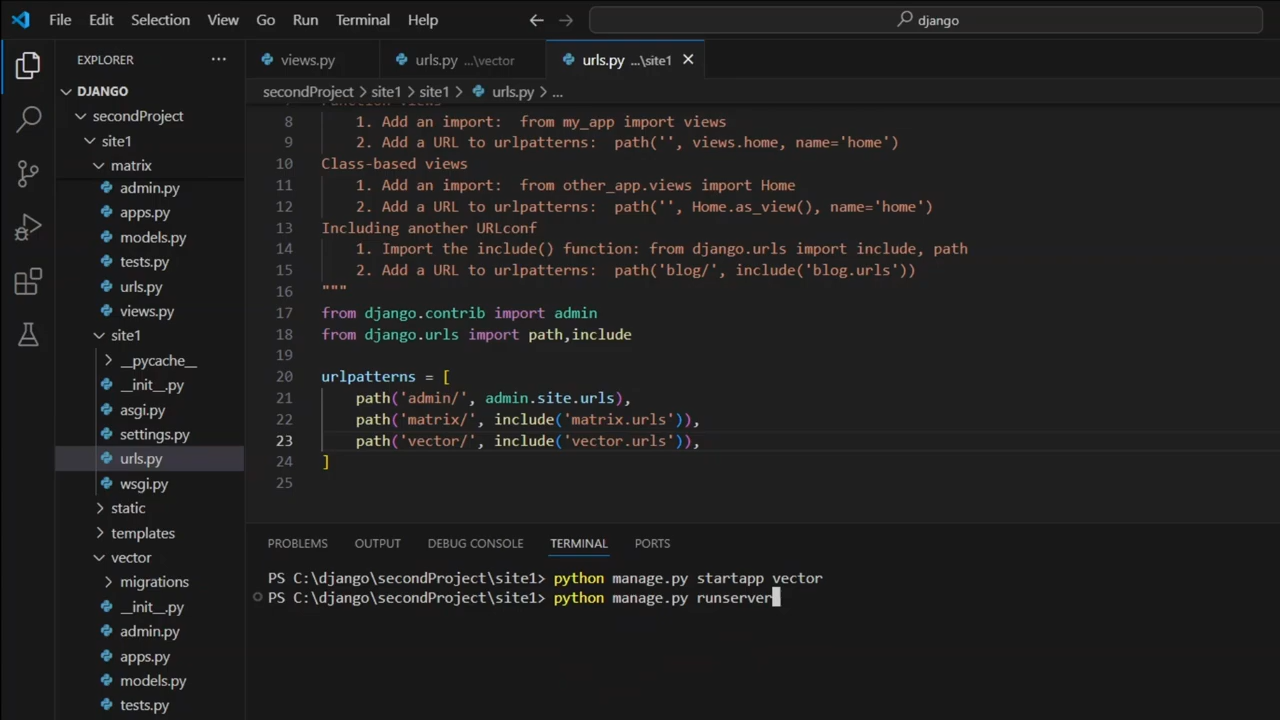 File Edit Selection View Go Run Terminal Help
django
EXPLORER
views.py
urls.py ...\vector
urls.py ...\site1
DJANGO
secondProject > site1 > site1 > urls.py > ...
secondProject
site1
matrix
admin.py
apps.py
models.py
tests.py
urls.py
views.py
site1
__pycache__
__init__.py
asgi.py
settings.py
urls.py
wsgi.py
static
templates
vector
migrations
__init__.py
admin.py
apps.py
models.py
tests.py
Function views
8 1. Add an import:  from my_app import views
9 2. Add a URL to urlpatterns:  path('', views.home, name='home')
10 Class-based views
11 1. Add an import:  from other_app.views import Home
12 2. Add a URL to urlpatterns:  path('', Home.as_view(), name='home')
13 Including another URLconf
14 1. Import the include() function: from django.urls import include, path
15 2. Add a URL to urlpatterns:  path('blog/', include('blog.urls'))
16 """
17 from django.contrib import admin
18 from django.urls import path,include
19
20 urlpatterns = [
21 path('admin/', admin.site.urls),
22 path('matrix/', include('matrix.urls')),
23 path('vector/', include('vector.urls')),
24 ]
25
PROBLEMS OUTPUT DEBUG CONSOLE TERMINAL PORTS
PS C:\django\secondProject\site1> python manage.py startapp vector
PS C:\django\secondProject\site1> python manage.py runserver